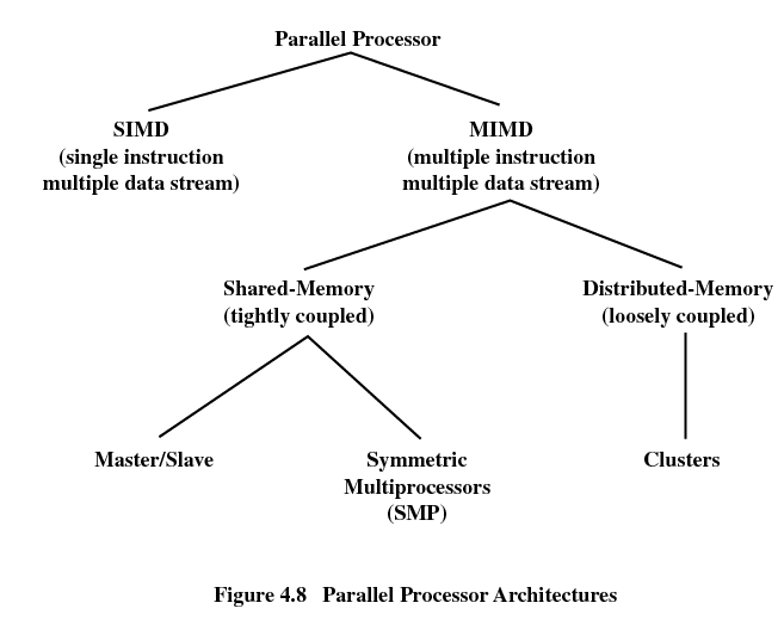 Parallel Processor
SIMD
(single instruction
multiple data stream)
MIMD
(multiple instruction
multiple data stream)
Shared-Memory
(tightly coupled)
Distributed-Memory
(loosely coupled)
Master/Slave
Symmetric
Multiprocessors
(SMP)
Clusters
Figure 4.8 Parallel Processor Architectures